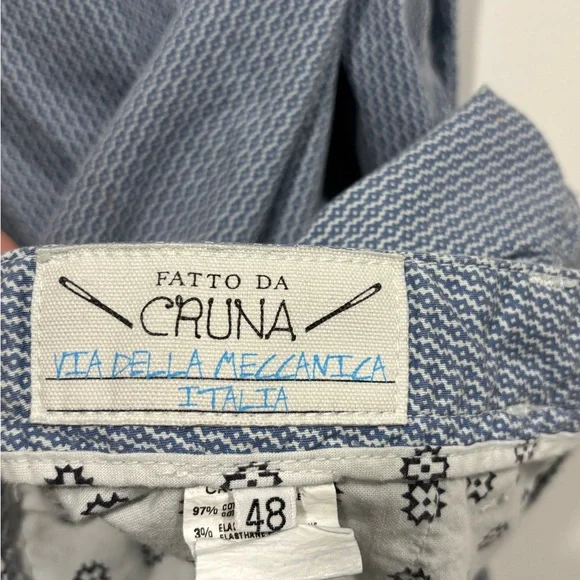 FATTO DA
CRUNA
VIA DELLA MECCANICA
ITALIA
48
97%
3%
ELASTHANE